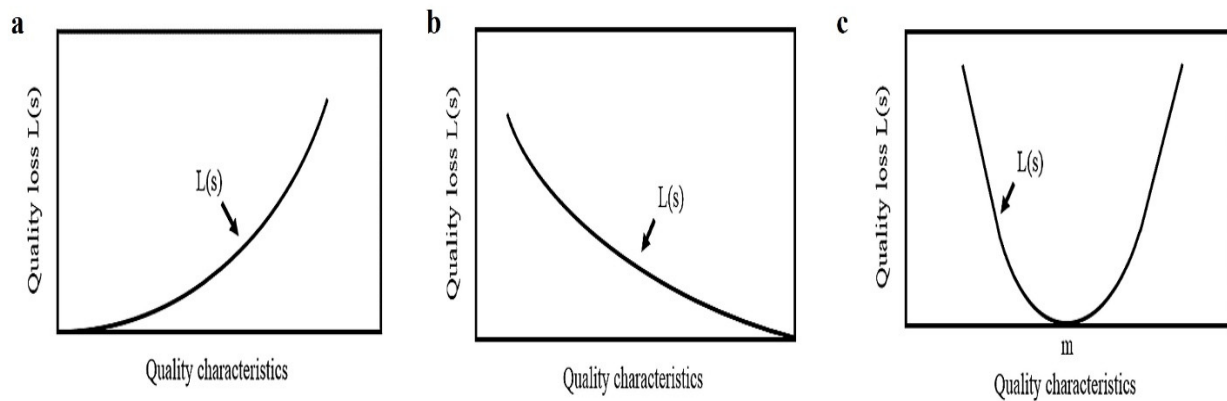 a
Quality loss L(s)
L(s)
Quality characteristics
b
Quality loss L(s)
L(s)
Quality characteristics
c
Quality loss L(s)
L(s)
m
Quality characteristics